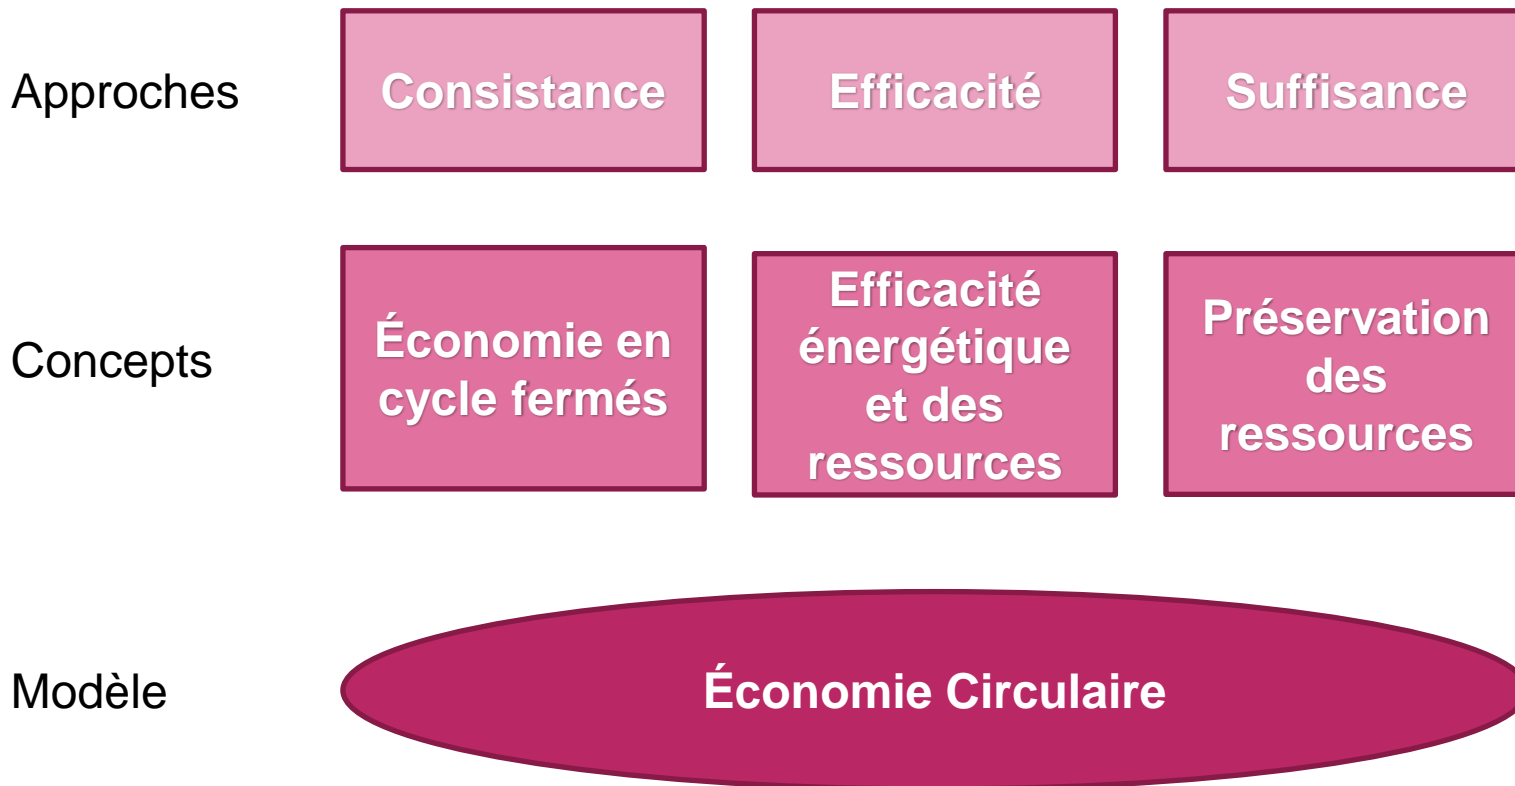 Approches
Consistance
Efficacité
Suffisance
Concepts
Économie en
cycle fermés
Efficacité
énergétique
et des
ressources
Préservation
des
ressources
Modèle
Économie Circulaire